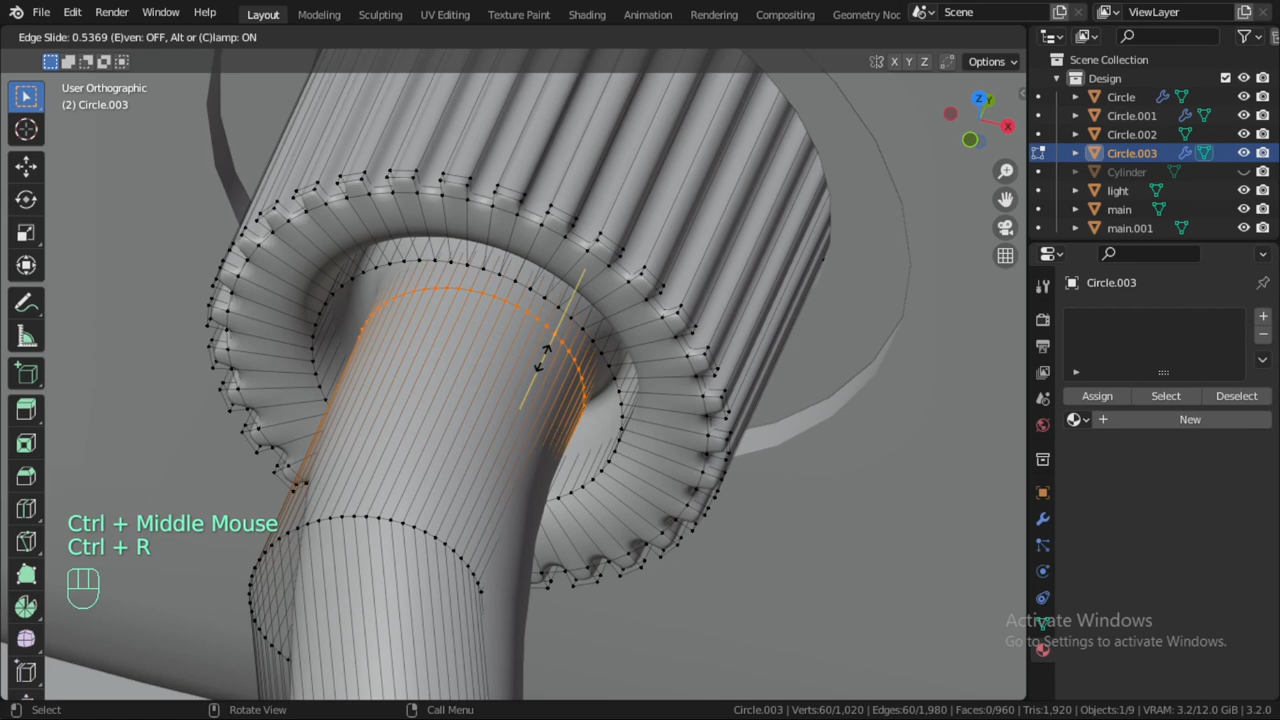 File Edit Render Window Help Layout Modeling Sculpting UV Editing Texture Paint Shading Animation Rendering Compositing Geometry Noc Scene ViewLayer
Edge Slide: 0.5369 (E)ven: OFF, Alt or (C)lamp: ON
X Y Z Options
User Orthographic
(2) Circle.003
Z Y X
Ctrl + Middle Mouse
Ctrl + R
Scene Collection
Design
Circle
Circle.001
Circle.002
Circle.003
Cylinder
light
main
main.001
Circle.003
Assign Select Deselect
New
Activate Windows
Go to Settings to activate Windows.
Select Rotate View Call Menu Circle.003 | Verts:60/1,020 | Edges:60/1,980 | Faces:0/960 | Tris:1,920 | Objects:1/9 | VRAM: 3.2/12.0 GiB | 3.2.0